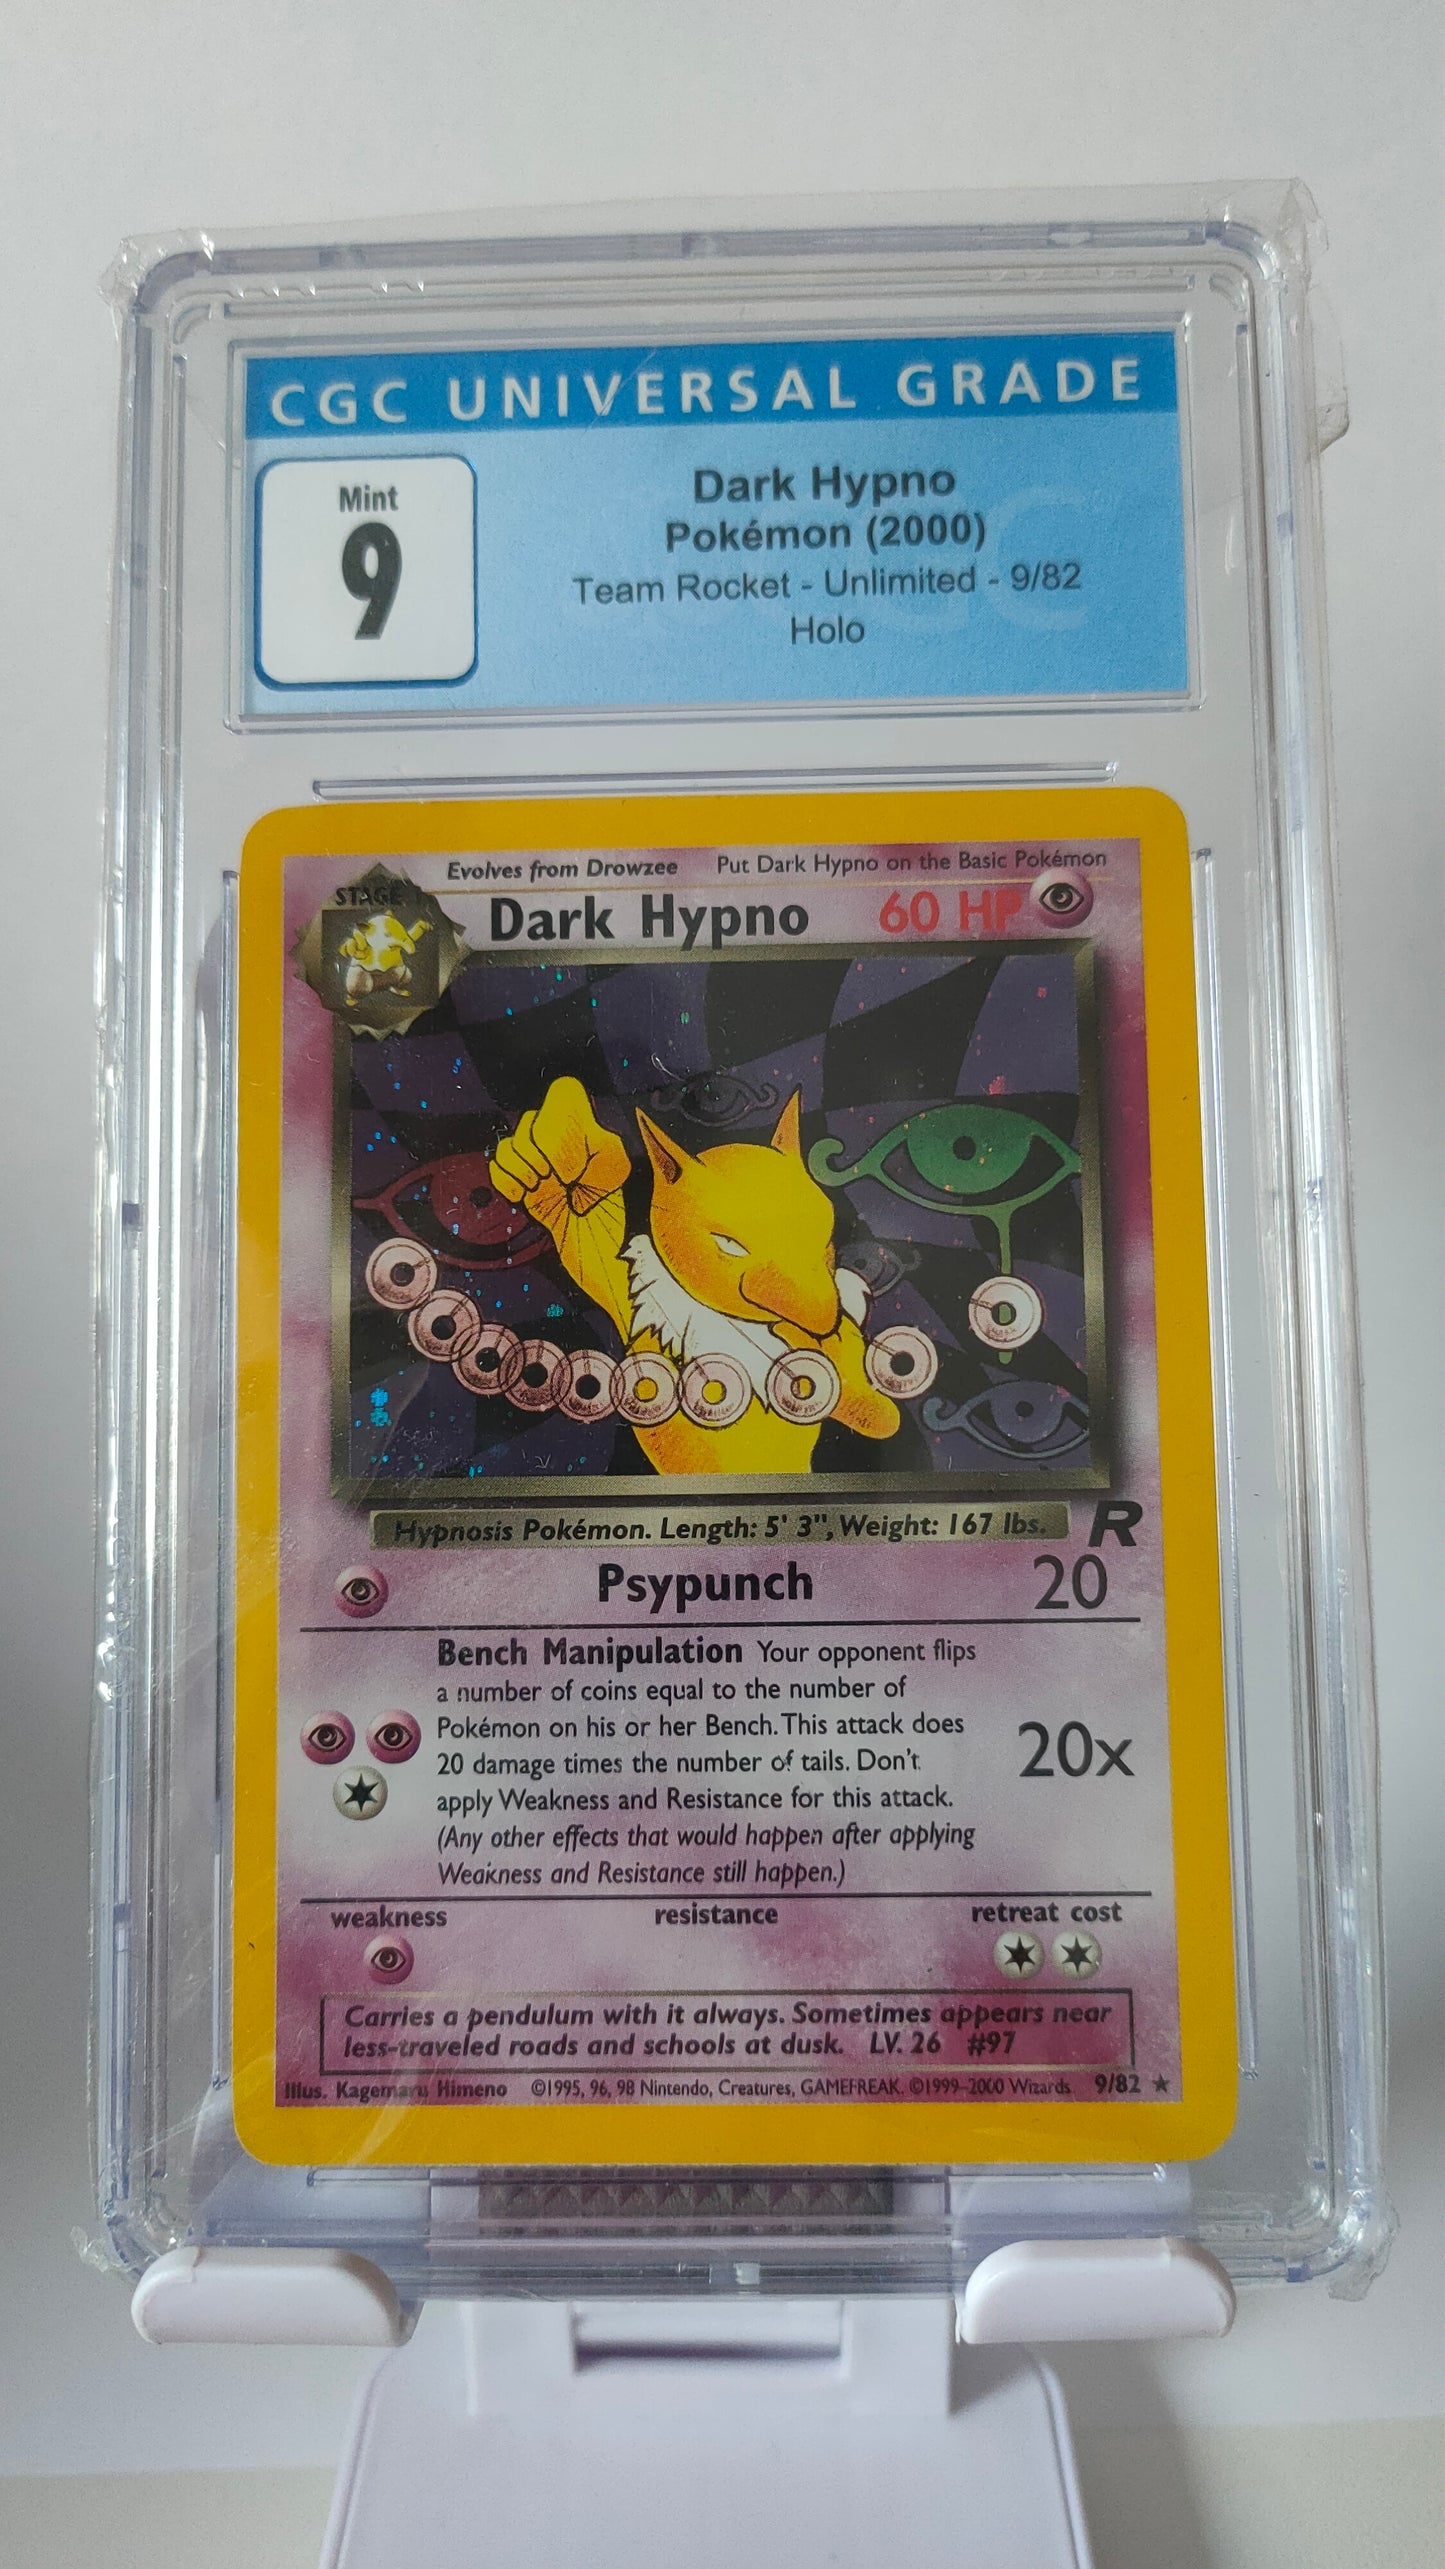 CGC UNIVERSAL GRADE
Mint
9
Dark Hypno
Pokémon (2000)
Team Rocket - Unlimited - 9/82
Holo
Evolves from Drowzee Put Dark Hypno on the Basic Pokémon
STAGE
Dark Hypno 60 HP
Hypnosis Pokémon. Length: 5' 3", Weight: 167 lbs. R
Psypunch 20
Bench Manipulation Your opponent flips
a number of coins equal to the number of
Pokémon on his or her Bench. This attack does
20 damage times the number of tails. Don't
apply Weakness and Resistance for this attack.
(Any other effects that would happen after applying
Weakness and Resistance still happen.)
20x
weakness resistance retreat cost
Carries a pendulum with it always. Sometimes appears near
less-traveled roads and schools at dusk. LV. 26 #97
Illus. Kagemaru Himeno ©1995, 96, 98 Nintendo, Creatures, GAMEFREAK. ©1999-2000 Wizards. 9/82 ★